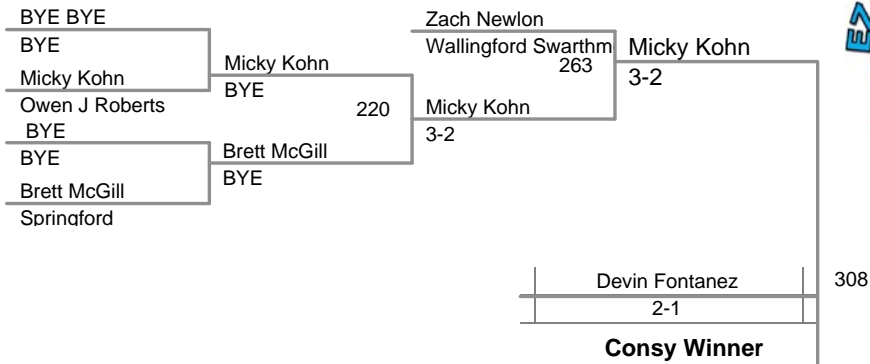 BYE BYE
BYE
Micky Kohn
Owen J Roberts
BYE
BYE
Brett McGill
Springford
Micky Kohn
BYE
220
Brett McGill
BYE
Zach Newlon
Wallingford Swarthm
263
Micky Kohn
3-2
Micky Kohn
3-2
Devin Fontanez
2-1
308
Consy Winner
EZ